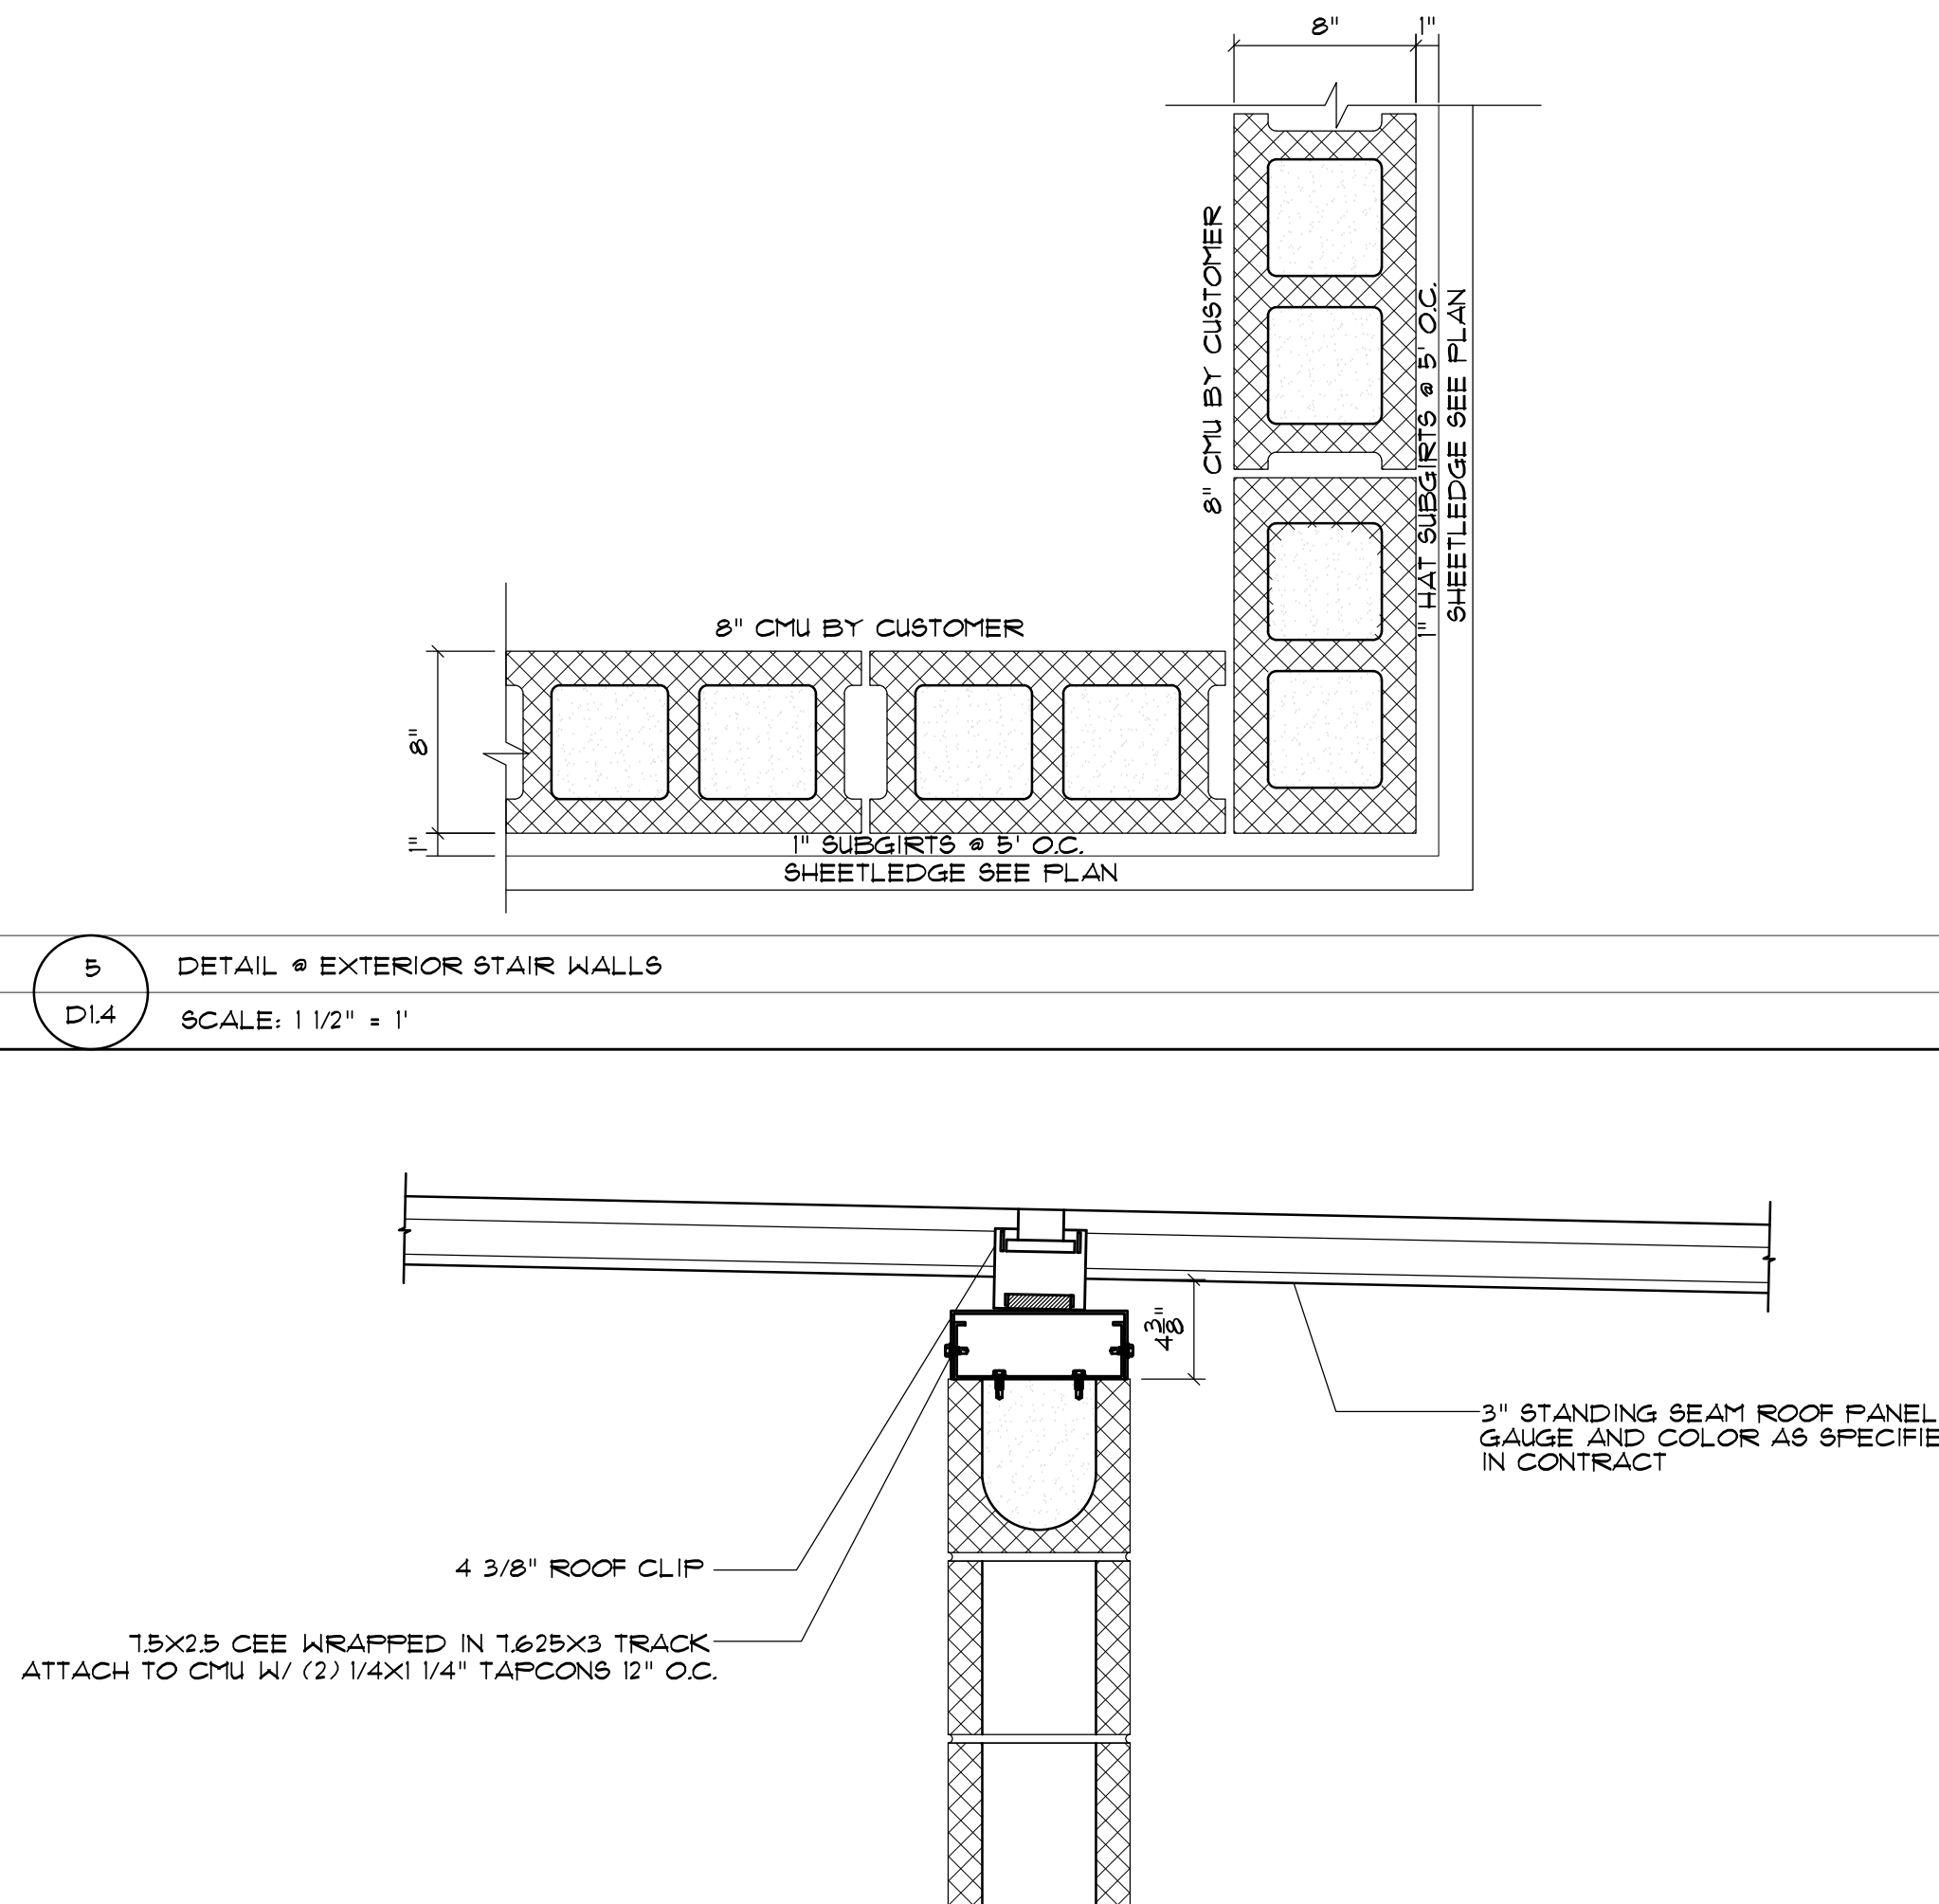 8" 1"
8" CMU BY CUSTOMER
1" HAT SUBGIRTS @ 5' O.C.
SHEETLEDGE SEE PLAN
8" CMU BY CUSTOMER
8"
1"
1" SUBGIRTS @ 5' O.C.
SHEETLEDGE SEE PLAN
5
DETAIL @ EXTERIOR STAIR WALLS
D1.4
SCALE: 1 1/2" = 1'
4 3/8"
3" STANDING SEAM ROOF PANEL
GAUGE AND COLOR AS SPECIFIE
IN CONTRACT
4 3/8" ROOF CLIP
7.5X2.5 CEE WRAPPED IN 7.625X3 TRACK
ATTACH TO CMU W/ (2) 1/4X1 1/4" TAPCONS 12" O.C.